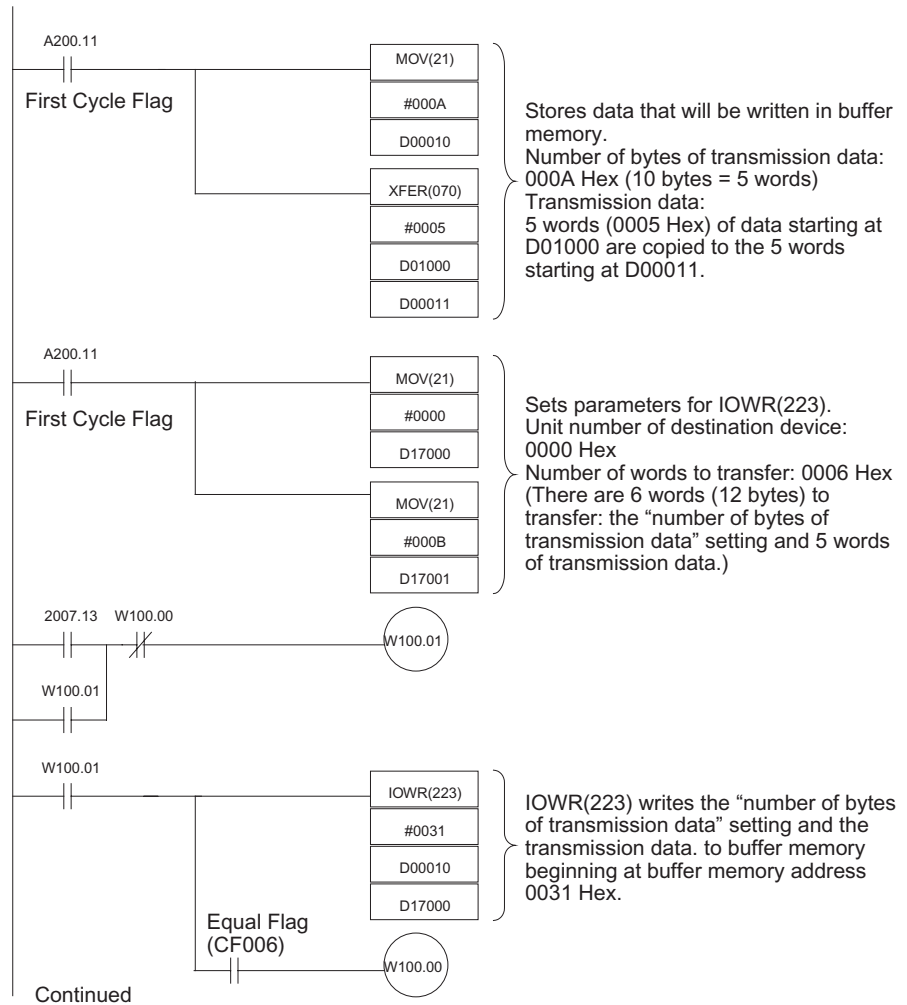 A200.11
First Cycle Flag
MOV(21)
#000A
D00010
XFER(070)
#0005
D01000
D00011
Stores data that will be written in buffer
memory.
Number of bytes of transmission data:
000A Hex (10 bytes = 5 words)
Transmission data:
5 words (0005 Hex) of data starting at
D01000 are copied to the 5 words
starting at D00011.
A200.11
First Cycle Flag
MOV(21)
#0000
D17000
MOV(21)
#000B
D17001
Sets parameters for IOWR(223).
Unit number of destination device:
0000 Hex
Number of words to transfer: 0006 Hex
(There are 6 words (12 bytes) to
transfer: the “number of bytes of
transmission data” setting and 5 words
of transmission data.)
2007.13 W100.00
W100.01
W100.01
W100.01
IOWR(223)
#0031
D00010
D17000
IOWR(223) writes the “number of bytes
of transmission data” setting and the
transmission data. to buffer memory
beginning at buffer memory address
0031 Hex.
Equal Flag
(CF006)
W100.00
Continued